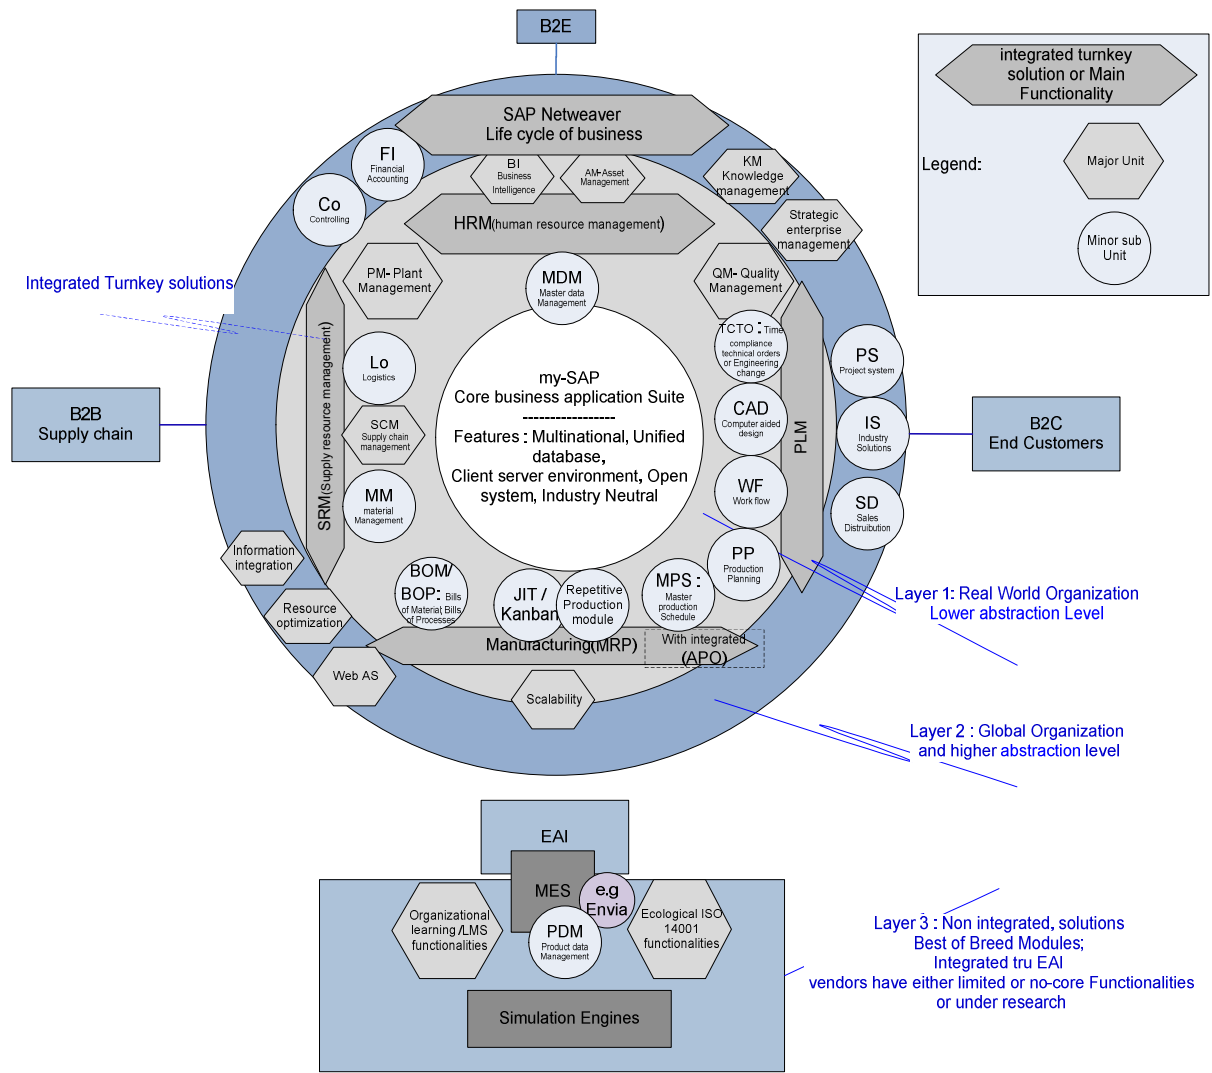 B2E
integrated turnkey
solution or Main
Functionality
Legend:
Major Unit
Minor sub
Unit
SAP Netweaver
Life cycle of business
FI
Financial
Accounting
BI
Business
Intelligence
AM-Asset
Management
KM
Knowledge
management
Co
Controlling
HRM(human resource management)
Strategic
enterprise
management
PM- Plant
Management
MDM
Master data
Management
QM- Quality
Management
Integrated Turnkey solutions
TCTO : Time
compliance
technical orders
or Engineering
change
PS
Project system
Lo
Logistics
my-SAP
Core business application Suite
-----------------
Features : Multinational, Unified
database,
Client server environment, Open
system, Industry Neutral
CAD
Computer aided
design
PLM
IS
Industry
Solutions
B2B
Supply chain
B2C
End Customers
SCM
Supply chain
management
SRM(Supply resource management)
MM
material
Management
WF
Work flow
SD
Sales
Distruibution
Information
integration
PP
Production
Planning
BOM/
BOP: Bills
of Material; Bills
of Processes
JIT /
Kanban
Repetitive
Production
module
MPS :
Master
production
Schedule
Resource
optimization
Manufacturing(MRP)
With integrated
(APO)
Web AS
Scalability
Layer 1: Real World Organization
Lower abstraction Level
Layer 2 : Global Organization
and higher abstraction level
EAI
MES
e.g
Envia
Organizational
learning /LMS
functionalities
PDM
Product data
Management
Ecological ISO
14001
functionalities
Simulation Engines
Layer 3 : Non integrated, solutions
Best of Breed Modules;
Integrated tru EAI
vendors have either limited or no-core Functionalities
or under research